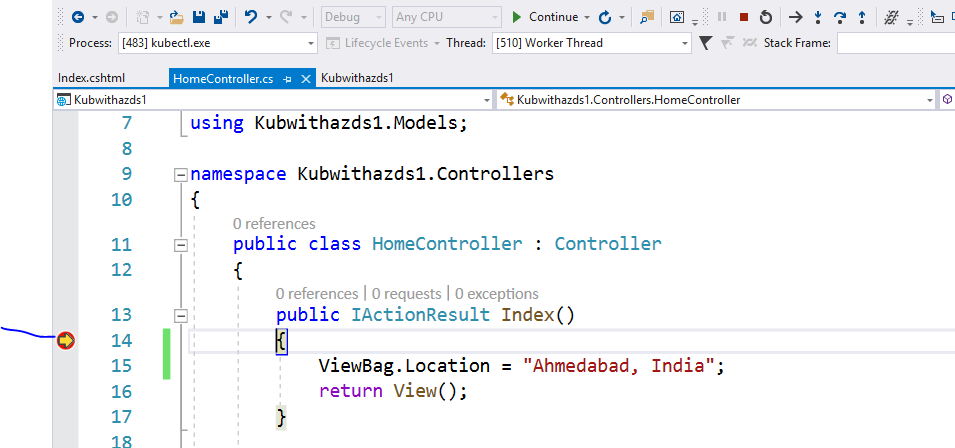 Debug Any CPU Continue
Process: [483] kubectl.exe Lifecycle Events Thread: [510] Worker Thread Stack Frame:
Index.cshtml HomeController.cs Kubwithazds1
Kubwithazds1 Kubwithazds1.Controllers.HomeController
7 using Kubwithazds1.Models;
8
9 namespace Kubwithazds1.Controllers
10 {
0 references
11 public class HomeController : Controller
12 {
0 references | 0 requests | 0 exceptions
13 public IActionResult Index()
14 {
15 ViewBag.Location = "Ahmedabad, India";
16 return View();
17 }
18